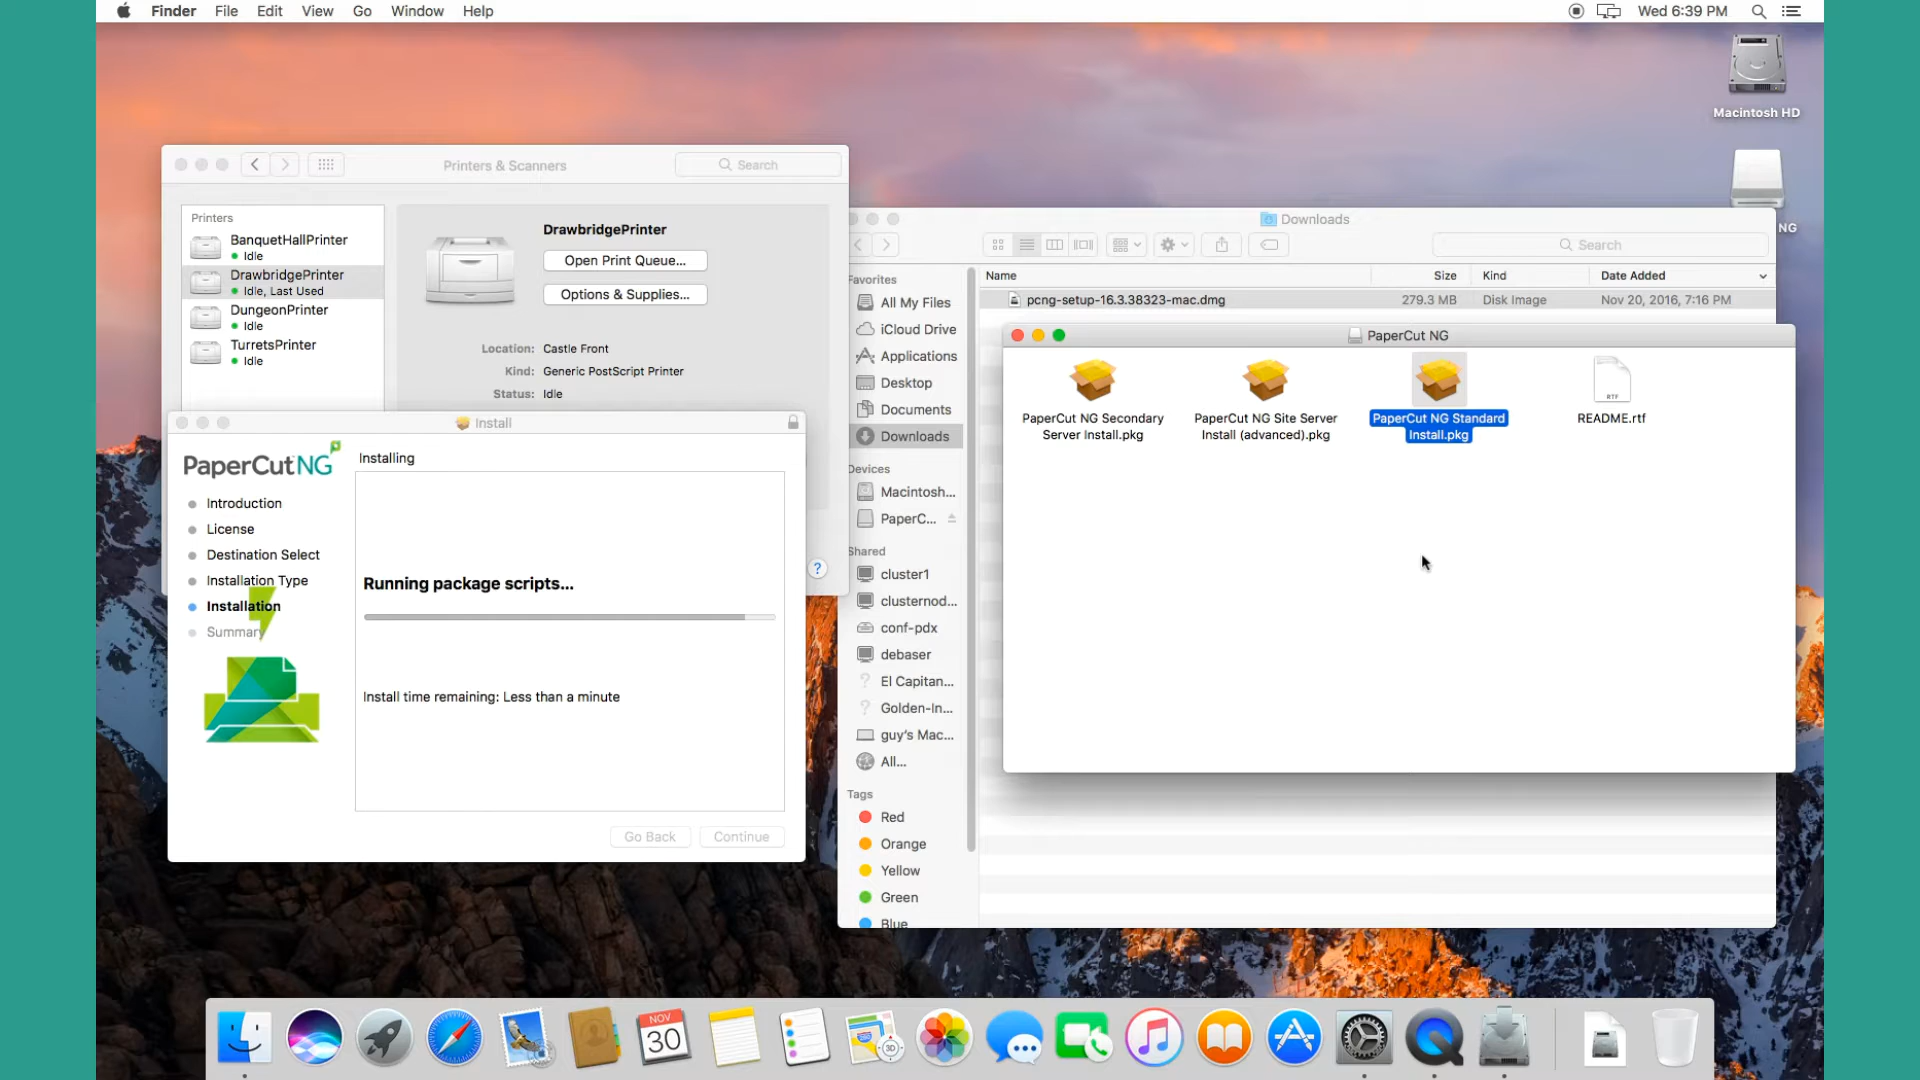 Finder File Edit View Go Window Help
Wed 6:39 PM
Macintosh HD
NG
Printers & Scanners
Search
Printers
BanquetHallPrinter
Idle
DrawbridgePrinter
Idle, Last Used
DungeonPrinter
Idle
TurretsPrinter
Idle
DrawbridgePrinter
Open Print Queue...
Options & Supplies...
Location: Castle Front
Kind: Generic PostScript Printer
Status: Idle
?
Install
PaperCutNG
Installing
Introduction
License
Destination Select
Installation Type
Installation
Summary
Running package scripts...
Install time remaining: Less than a minute
Go Back
Continue
Downloads
Search
Favorites
All My Files
iCloud Drive
Applications
Desktop
Documents
Downloads
Devices
Macintosh...
PaperC...
Shared
cluster1
clusternod...
conf-pdx
debaser
El Capitan...
Golden-In...
guy's Mac...
All...
Tags
Red
Orange
Yellow
Green
Blue
Name Size Kind Date Added
pcng-setup-16.3.38323-mac.dmg 279.3 MB Disk Image Nov 20, 2016, 7:16 PM
PaperCut NG
PaperCut NG Secondary
Server Install.pkg
PaperCut NG Site Server
Install (advanced).pkg
PaperCut NG Standard
Install.pkg
RTF
README.rtf
NOV
30
3D